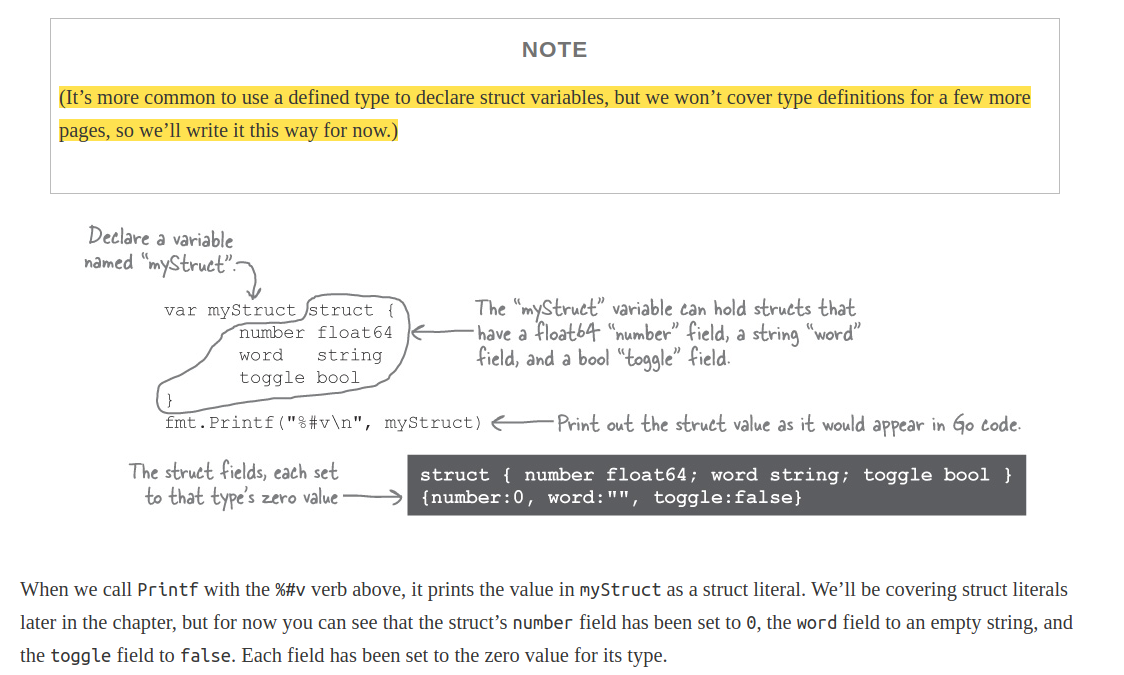 NOTE
(It’s more common to use a defined type to declare struct variables, but we won’t cover type definitions for a few more
pages, so we’ll write it this way for now.)
Declare a variable
named “myStruct”.
var myStruct struct {
number float64
word   string
toggle bool
}
The “myStruct” variable can hold structs that
have a float64 “number” field, a string “word”
field, and a bool “toggle” field.
fmt.Printf("%#v\n", myStruct)
Print out the struct value as it would appear in Go code.
The struct fields, each set
to that type’s zero value
struct { number float64; word string; toggle bool }
{number:0, word:"", toggle:false}
When we call Printf with the %#v verb above, it prints the value in myStruct as a struct literal. We’ll be covering struct literals
later in the chapter, but for now you can see that the struct’s number field has been set to 0, the word field to an empty string, and
the toggle field to false. Each field has been set to the zero value for its type.